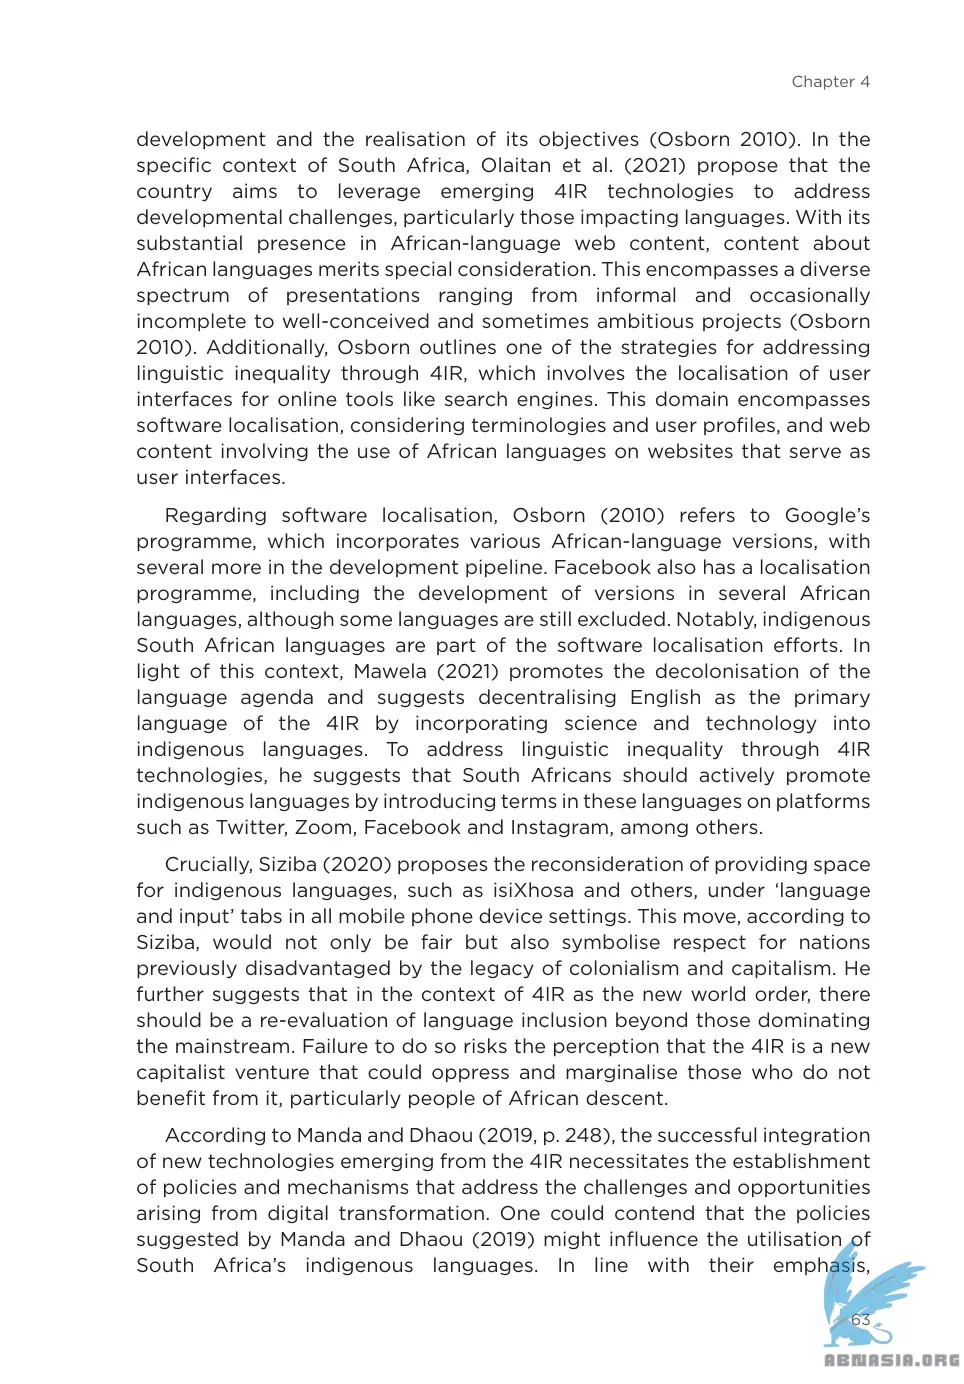 Chapter 4
development and the realisation of its objectives (Osborn 2010). In the
specific context of South Africa, Olaitan et al. (2021) propose that the
country aims to leverage emerging 4IR technologies to address
developmental challenges, particularly those impacting languages. With its
substantial presence in African-language web content, content about
African languages merits special consideration. This encompasses a diverse
spectrum of presentations ranging from informal and occasionally
incomplete to well-conceived and sometimes ambitious projects (Osborn
2010). Additionally, Osborn outlines one of the strategies for addressing
linguistic inequality through 4IR, which involves the localisation of user
interfaces for online tools like search engines. This domain encompasses
software localisation, considering terminologies and user profiles, and web
content involving the use of African languages on websites that serve as
user interfaces.
Regarding software localisation, Osborn (2010) refers to Google's
programme, which incorporates various African-language versions, with
several more in the development pipeline. Facebook also has a localisation
programme, including the development of versions in several African
languages, although some languages are still excluded. Notably, indigenous
South African languages are part of the software localisation efforts. In
light of this context, Mawela (2021) promotes the decolonisation of the
language agenda and suggests decentralising English as the primary
language of the 4IR by incorporating science and technology into
indigenous languages. To address linguistic inequality through 4IR
technologies, he suggests that South Africans should actively promote
indigenous languages by introducing terms in these languages on platforms
such as Twitter, Zoom, Facebook and Instagram, among others.
Crucially, Siziba (2020) proposes the reconsideration of providing space
for indigenous languages, such as isiXhosa and others, under ‘language
and input’ tabs in all mobile phone device settings. This move, according to
Siziba, would not only be fair but also symbolise respect for nations
previously disadvantaged by the legacy of colonialism and capitalism. He
further suggests that in the context of 4IR as the new world order, there
should be a re-evaluation of language inclusion beyond those dominating
the mainstream. Failure to do so risks the perception that the 4IR is a new
capitalist venture that could oppress and marginalise those who do not
benefit from it, particularly people of African descent.
According to Manda and Dhaou (2019, p. 248), the successful integration
of new technologies emerging from the 4IR necessitates the establishment
of policies and mechanisms that address the challenges and opportunities
arising from digital transformation. One could contend that the policies
suggested by Manda and Dhaou (2019) might influence the utilisation of
South Africa's indigenous languages. In line with their emphasis,
63
ABNASIA.ORG